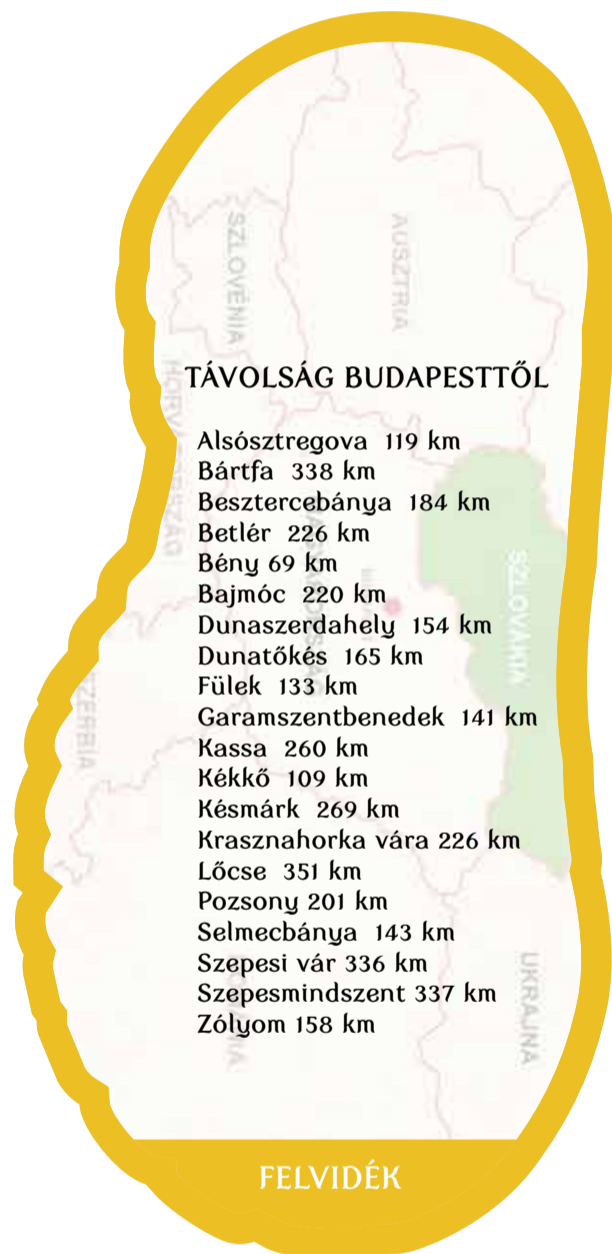 TÁVOLSÁG BUDAPESTTŐL
Alsósztregova 119 km
Bártfa 338 km
Besztercebánya 184 km
Betlér 226 km
Bény 69 km
Bajmóc 220 km
Dunaszerdahely 154 km
Dunatőkés 165 km
Fülek 133 km
Garamszentbenedek 141 km
Kassa 260 km
Kékkő 109 km
Késmárk 269 km
Krasznahorka vára 226 km
Lőcse 351 km
Pozsony 201 km
Selmecbánya 143 km
Szepesi vár 336 km
Szepesmindszent 337 km
Zólyom 158 km
SZLOVÉNIA
AUSZTRIA
SZLOVÁKIA
UKRAJNA
FELVIDÉK